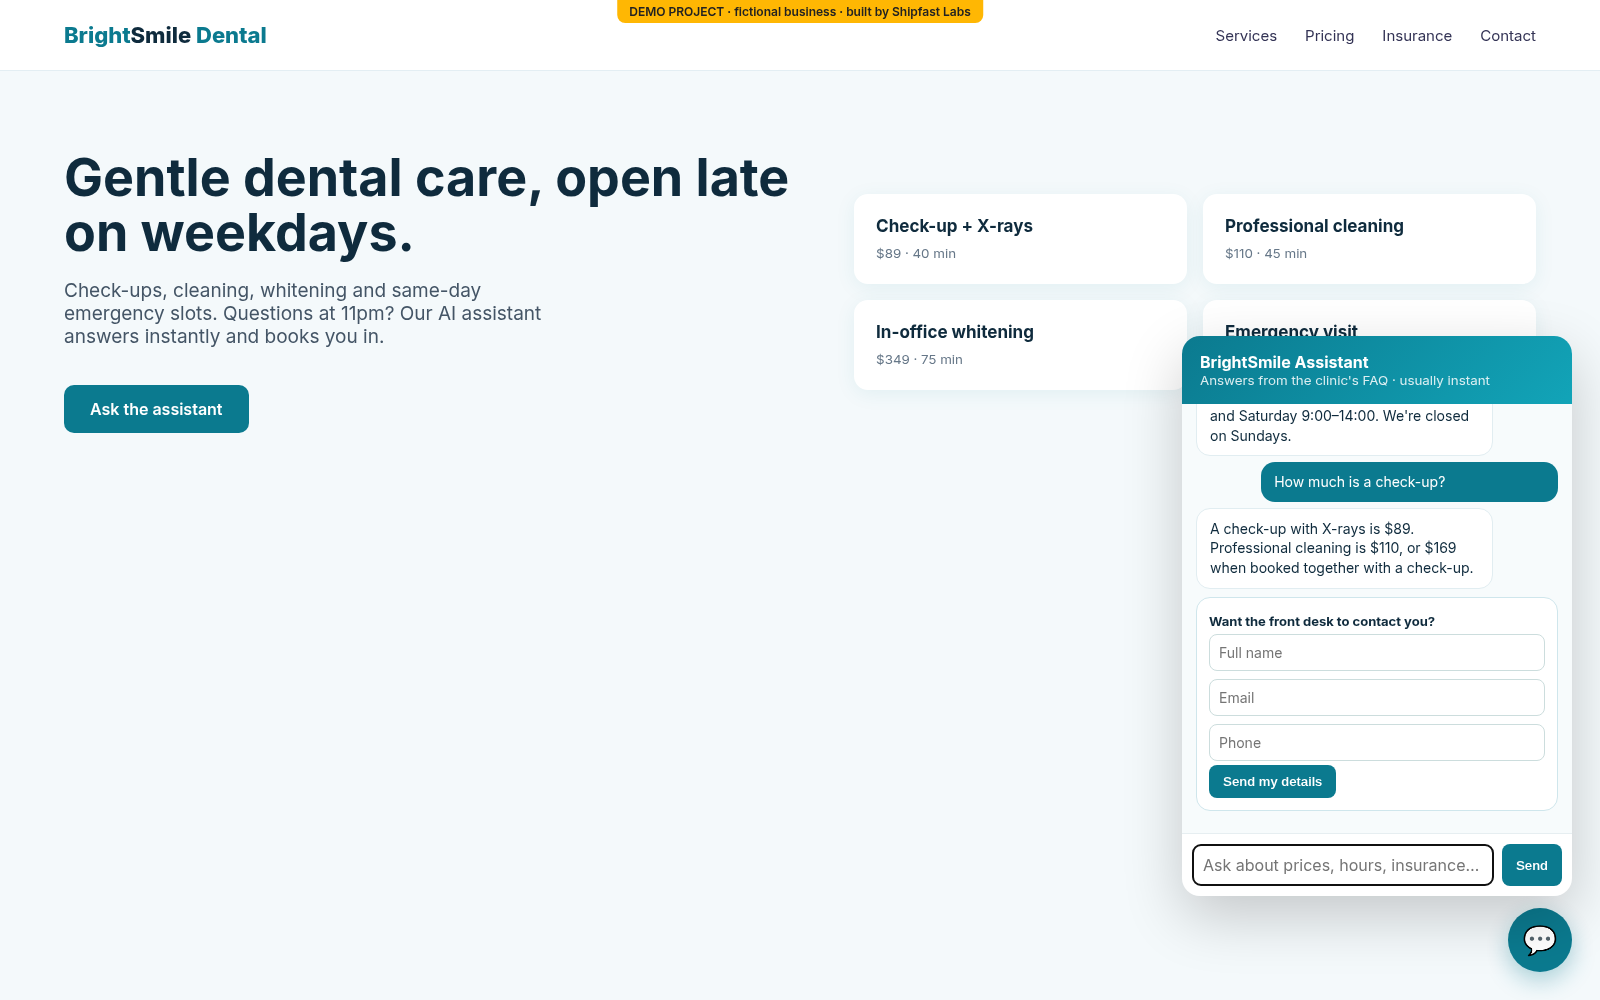 DEMO PROJECT · fictional business · built by Shipfast Labs
BrightSmile Dental
Services
Pricing
Insurance
Contact
Gentle dental care, open late
on weekdays.
Check-ups, cleaning, whitening and same-day
emergency slots. Questions at 11pm? Our AI assistant
answers instantly and books you in.
Ask the assistant
Check-up + X-rays
$89 · 40 min
Professional cleaning
$110 · 45 min
In-office whitening
$349 · 75 min
Emergency visit
BrightSmile Assistant
Answers from the clinic's FAQ · usually instant
and Saturday 9:00–14:00. We're closed
on Sundays.
How much is a check-up?
A check-up with X-rays is $89.
Professional cleaning is $110, or $169
when booked together with a check-up.
Want the front desk to contact you?
Full name
Email
Phone
Send my details
Ask about prices, hours, insurance...
Send